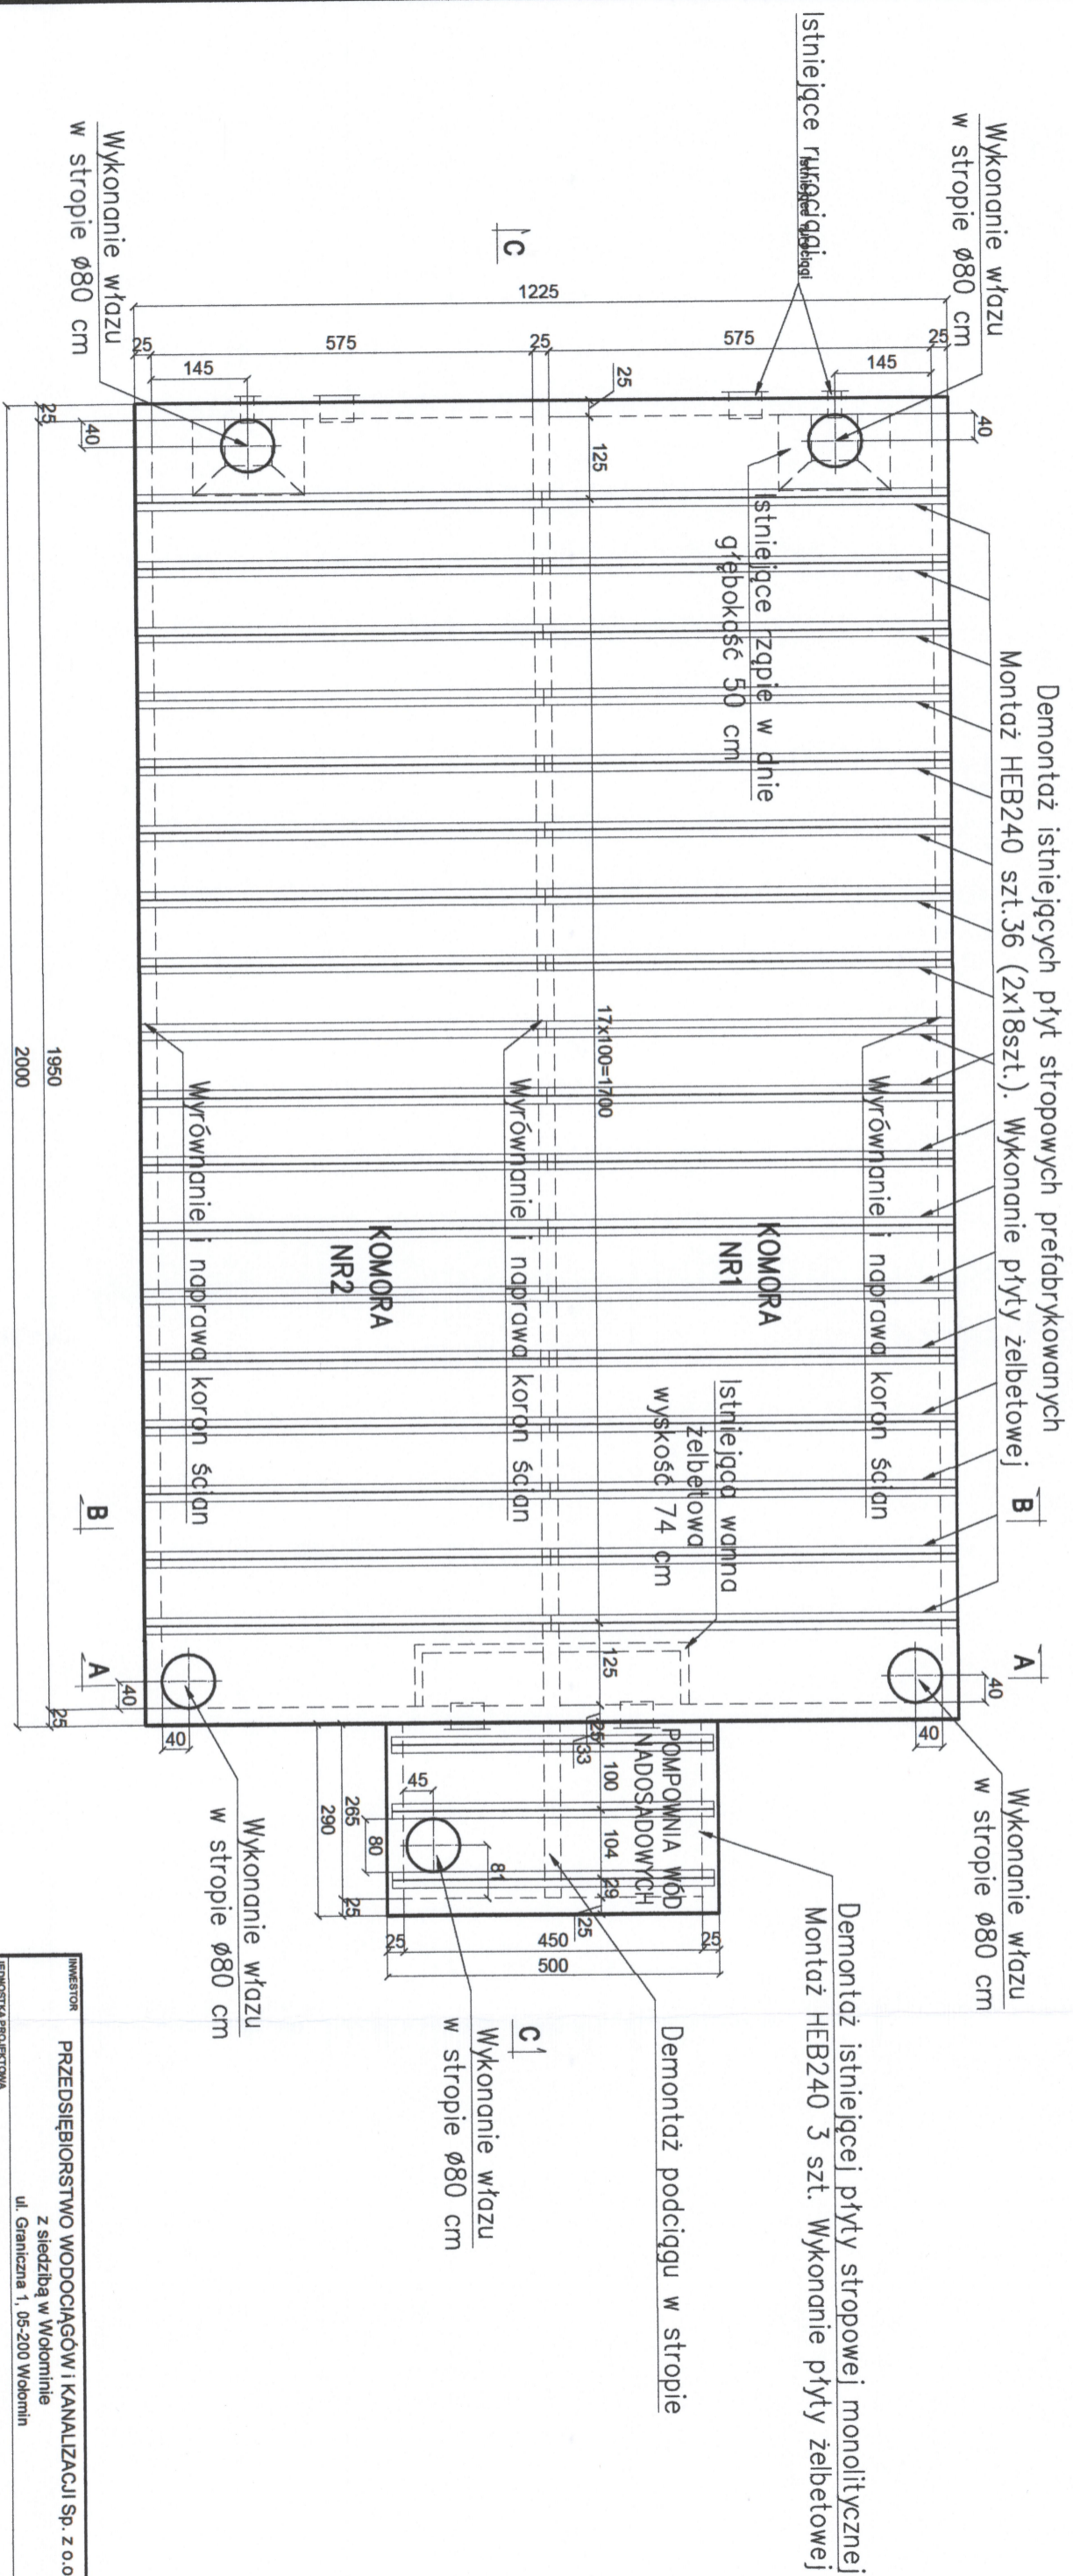 Istniejące rurociągi
Istniejące rurociągi
Wykonanie włazu
w stropie Ø80 cm
Wykonanie włazu
w stropie Ø80 cm
Demontaż istniejących płyt stropowych prefabrykowanych
Montaż HEB240 szt.36 (2x18szt.). Wykonanie płyty żelbetowej
C
1225
25
575
25
575
25
145
145
25
125
40
25
40
Istniejące rząpie w dnie
głębokość 50 cm
17x100=1700
Wyrównanie i naprawa koron ścian
Wyrównanie i naprawa koron ścian
Wyrównanie i naprawa koron ścian
KOMORA
NR1
KOMORA
NR2
Istniejąca wanna
żelbetowa
wyskość 74 cm
1950
2000
B
B
A
A
125
40
40
40
25
40
POMPOWNIA WÓD
NADOSADOWYCH
25
33
100
104
29
25
45
81
80
265
25
290
25
450
25
500
Wykonanie włazu
w stropie Ø80 cm
Demontaż istniejącej płyty stropowej monolitycznej
Montaż HEB240 3 szt. Wykonanie płyty żelbetowej
Demontaż podciągu w stropie
C
Wykonanie włazu
w stropie Ø80 cm
Wykonanie włazu
w stropie Ø80 cm
INWESTOR
PRZEDSIĘBIORSTWO WODOCIĄGÓW i KANALIZACJI Sp. z o.o
z siedzibą w Wołominie
ul. Graniczna 1, 05-200 Wołomin
JEDNOSTKA PROJEKTOWA